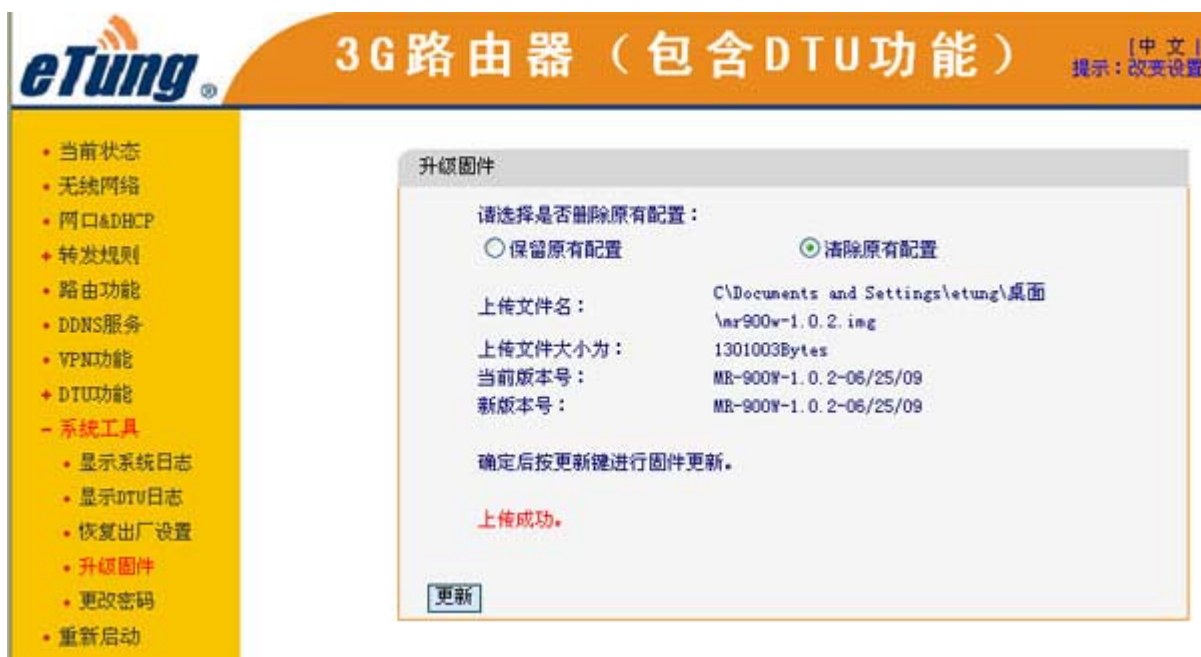 eTung ®
3G路由器（包含DTU功能）
[中 文]
提示：改变设置
• 当前状态
• 无线网络
• 网口&DHCP
+ 转发规则
• 路由功能
• DDNS服务
• VPN功能
+ DTU功能
- 系统工具
• 显示系统日志
• 显示DTU日志
• 恢复出厂设置
• 升级固件
• 更改密码
• 重新启动
升级固件
请选择是否删除原有配置：
保留原有配置 清除原有配置
上传文件名： C\Documents and Settings\etung\桌面
\mr900w-1.0.2.img
上传文件大小为： 1301003Bytes
当前版本号： MR-900W-1.0.2-06/25/09
新版本号： MR-900W-1.0.2-06/25/09
确定后按更新键进行固件更新。
上传成功。
更新